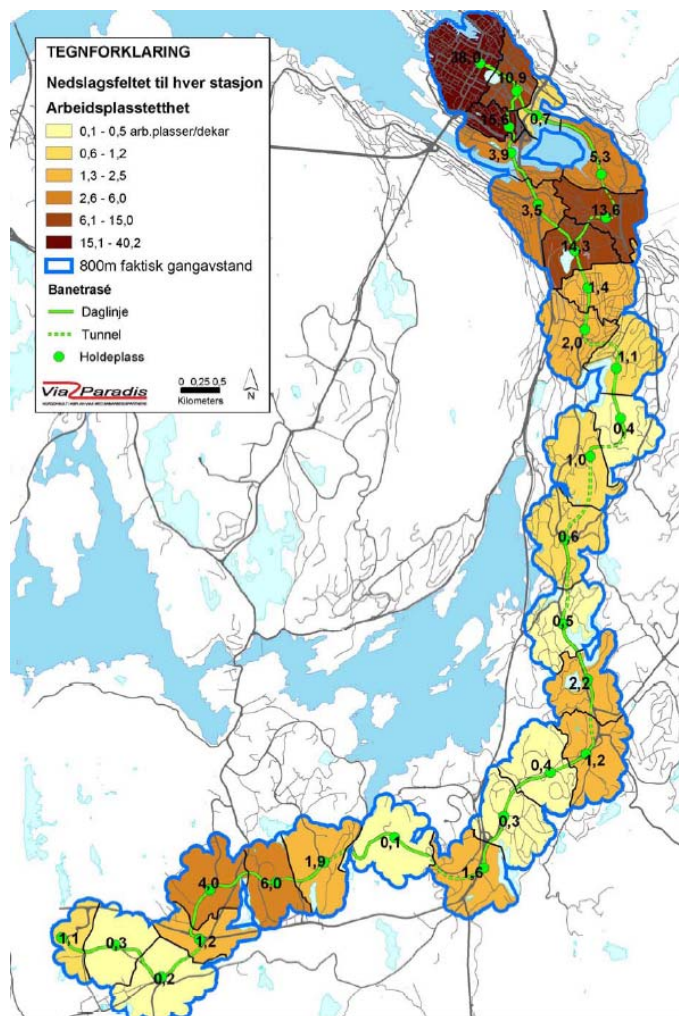 TEGNFORKLARING
Nedslagsfeltet til hver stasjon
Arbeidsplasstetthet
0,1 - 0,5 arb.plasser/dekar
0,6 - 1,2
1,3 - 2,5
2,6 - 6,0
6,1 - 15,0
15,1 - 40,2
800m faktisk gangavstand
Banetrasé
Daglinje
Tunnel
Holdeplass
Via2Paradis
0 0,25 0,5
Kilometers
N
38,0
10,9
15,6
0,7
3,9
5,3
3,5
13,6
14,3
1,4
2,0
1,1
0,4
1,0
0,6
0,5
2,2
1,2
0,4
0,3
0,1
1,6
1,9
6,0
4,0
1,2
1,1
0,3
0,2